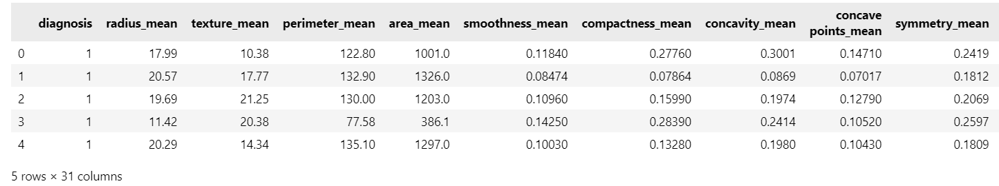 diagnosis radius_mean texture_mean perimeter_mean area_mean smoothness_mean compactness_mean concavity_mean concave points_mean symmetry_mean
0 1 17.99 10.38 122.80 1001.0 0.11840 0.27760 0.3001 0.14710 0.2419
1 1 20.57 17.77 132.90 1326.0 0.08474 0.07864 0.0869 0.07017 0.1812
2 1 19.69 21.25 130.00 1203.0 0.10960 0.15990 0.1974 0.12790 0.2069
3 1 11.42 20.38 77.58 386.1 0.14250 0.28390 0.2414 0.10520 0.2597
4 1 20.29 14.34 135.10 1297.0 0.10030 0.13280 0.1980 0.10430 0.1809
5 rows × 31 columns